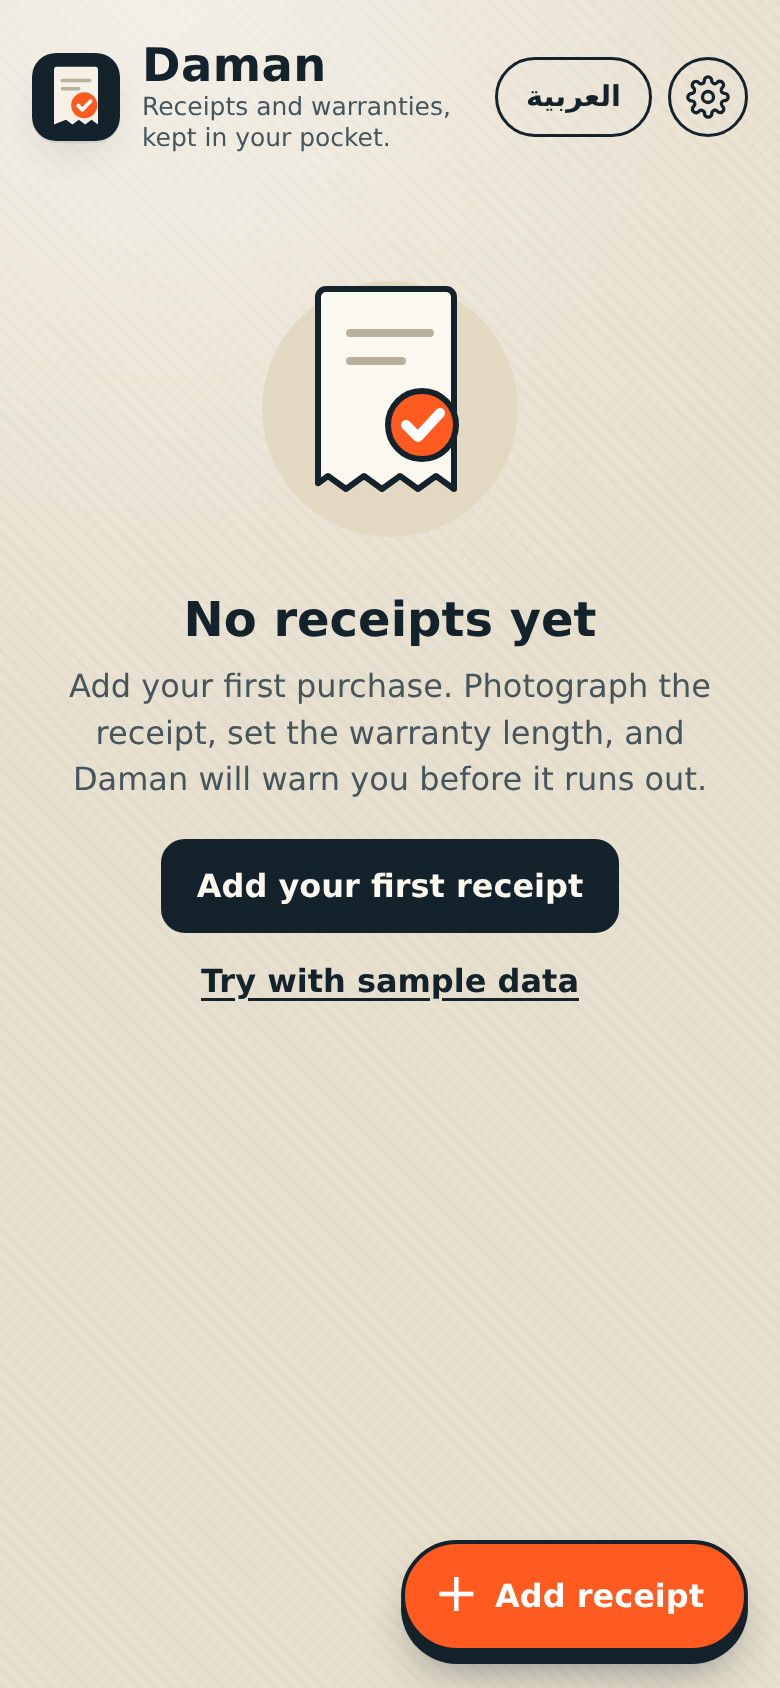 Daman
Receipts and warranties,
kept in your pocket.
العربية
No receipts yet
Add your first purchase. Photograph the
receipt, set the warranty length, and
Daman will warn you before it runs out.
Add your first receipt
Try with sample data
Add receipt